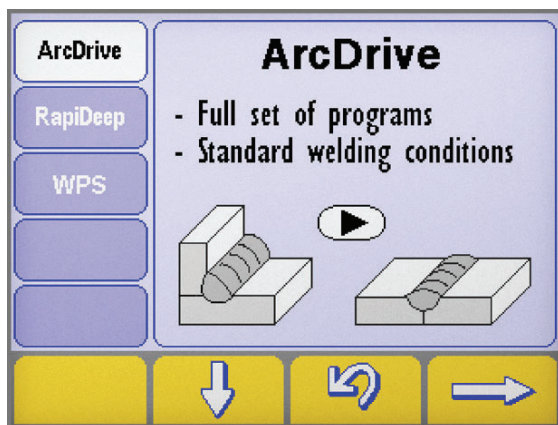 ArcDrive
RapiDeep
WPS
ArcDrive
- Full set of programs
- Standard welding conditions